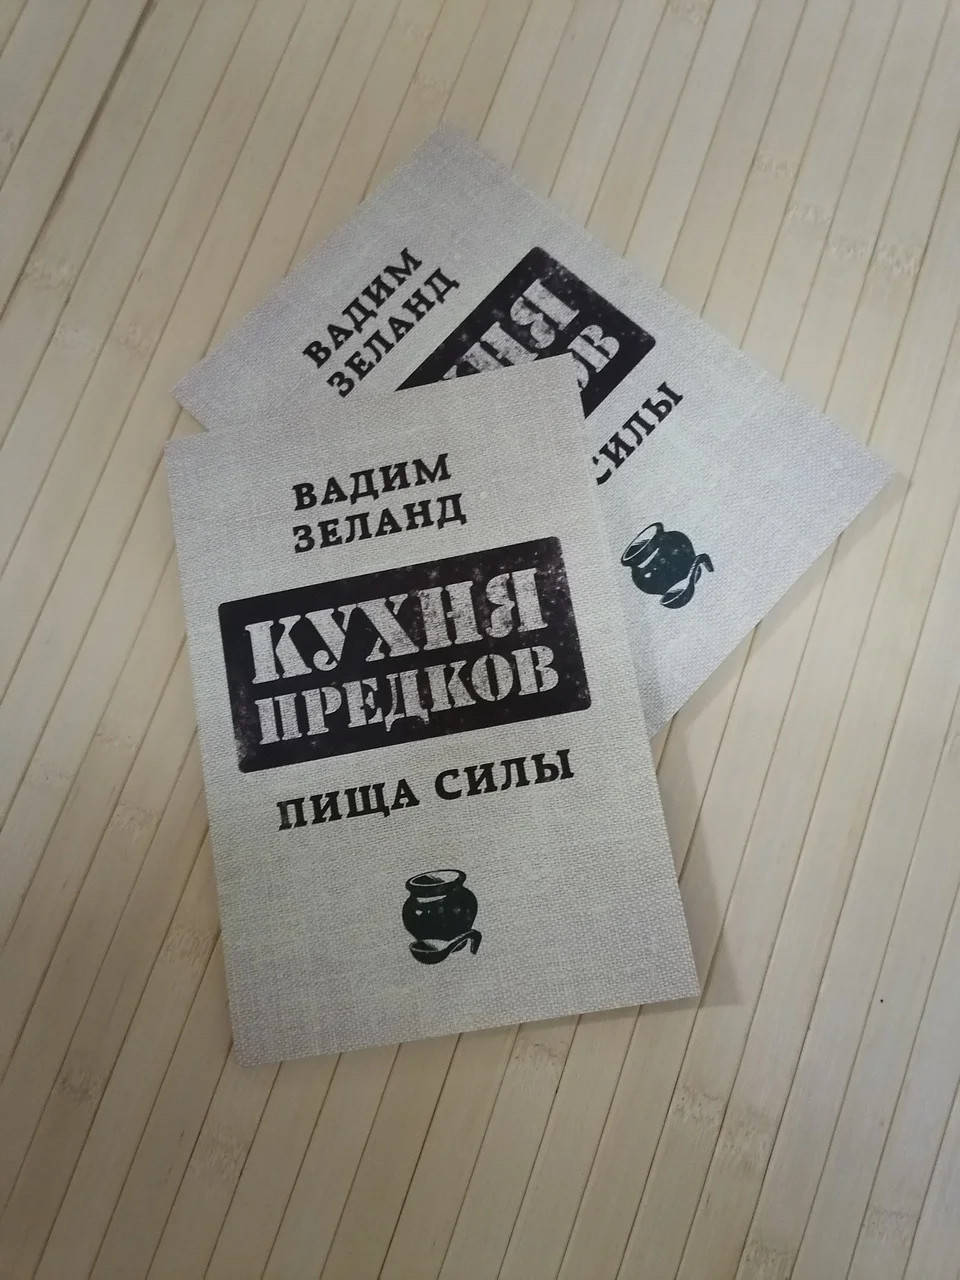 ВАДИМ
ЗЕЛАНД
КУХНЯ
ПРЕДКОВ
ПИЩА СИЛЫ
ВАДИМ
ЗЕЛАНД
СИЛЫ